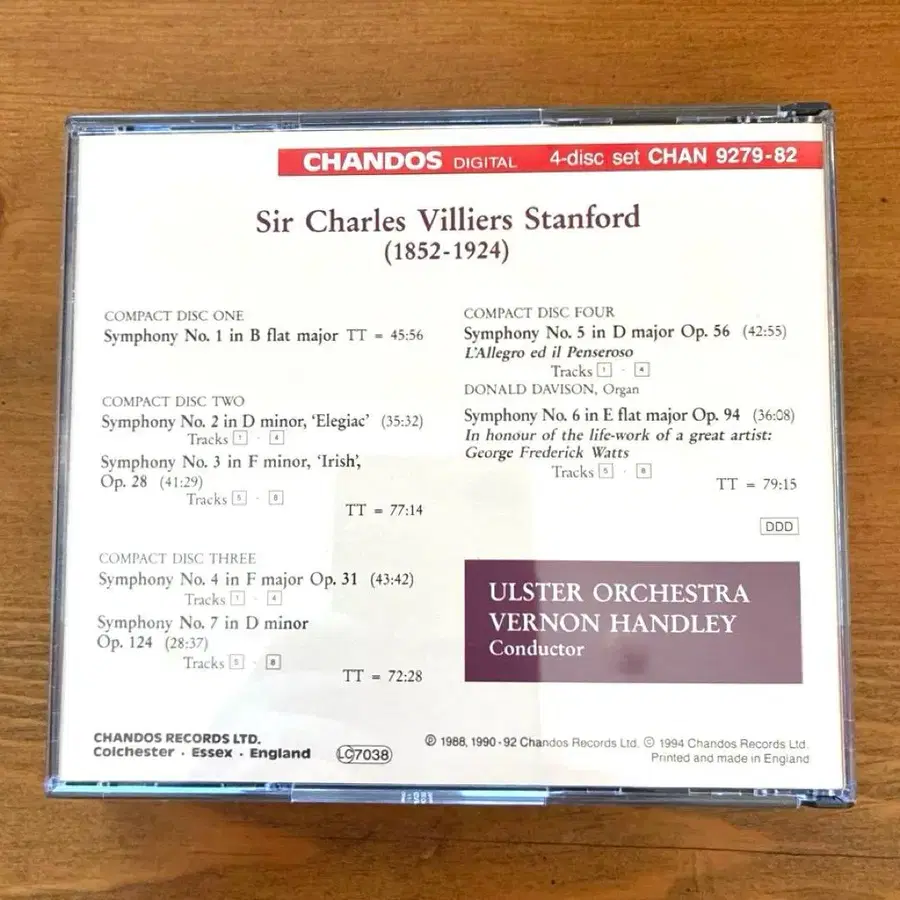 CHANDOS DIGITAL 4-disc set CHAN 9279-82
Sir Charles Villiers Stanford
(1852-1924)
COMPACT DISC ONE
Symphony No. 1 in B flat major TT = 45:56
COMPACT DISC TWO
Symphony No. 2 in D minor, 'Elegiac' (35:32)
Tracks 1 - 4
Symphony No. 3 in F minor, 'Irish',
Op. 28 (41:29)
Tracks 5 - 8
TT = 77:14
COMPACT DISC THREE
Symphony No. 4 in F major Op. 31 (43:42)
Tracks 1 - 4
Symphony No. 7 in D minor
Op. 124 (28:37)
Tracks 5 - 8
TT = 72:28
COMPACT DISC FOUR
Symphony No. 5 in D major Op. 56 (42:55)
L'Allegro ed il Penseroso
Tracks 1 - 4
DONALD DAVISON, Organ
Symphony No. 6 in E flat major Op. 94 (36:08)
In honour of the life-work of a great artist:
George Frederick Watts
Tracks 5 - 8
TT = 79:15
DDD
ULSTER ORCHESTRA
VERNON HANDLEY
Conductor
CHANDOS RECORDS LTD.
Colchester · Essex · England
LC7038
℗ 1988, 1990-92 Chandos Records Ltd. © 1994 Chandos Records Ltd.
Printed and made in England